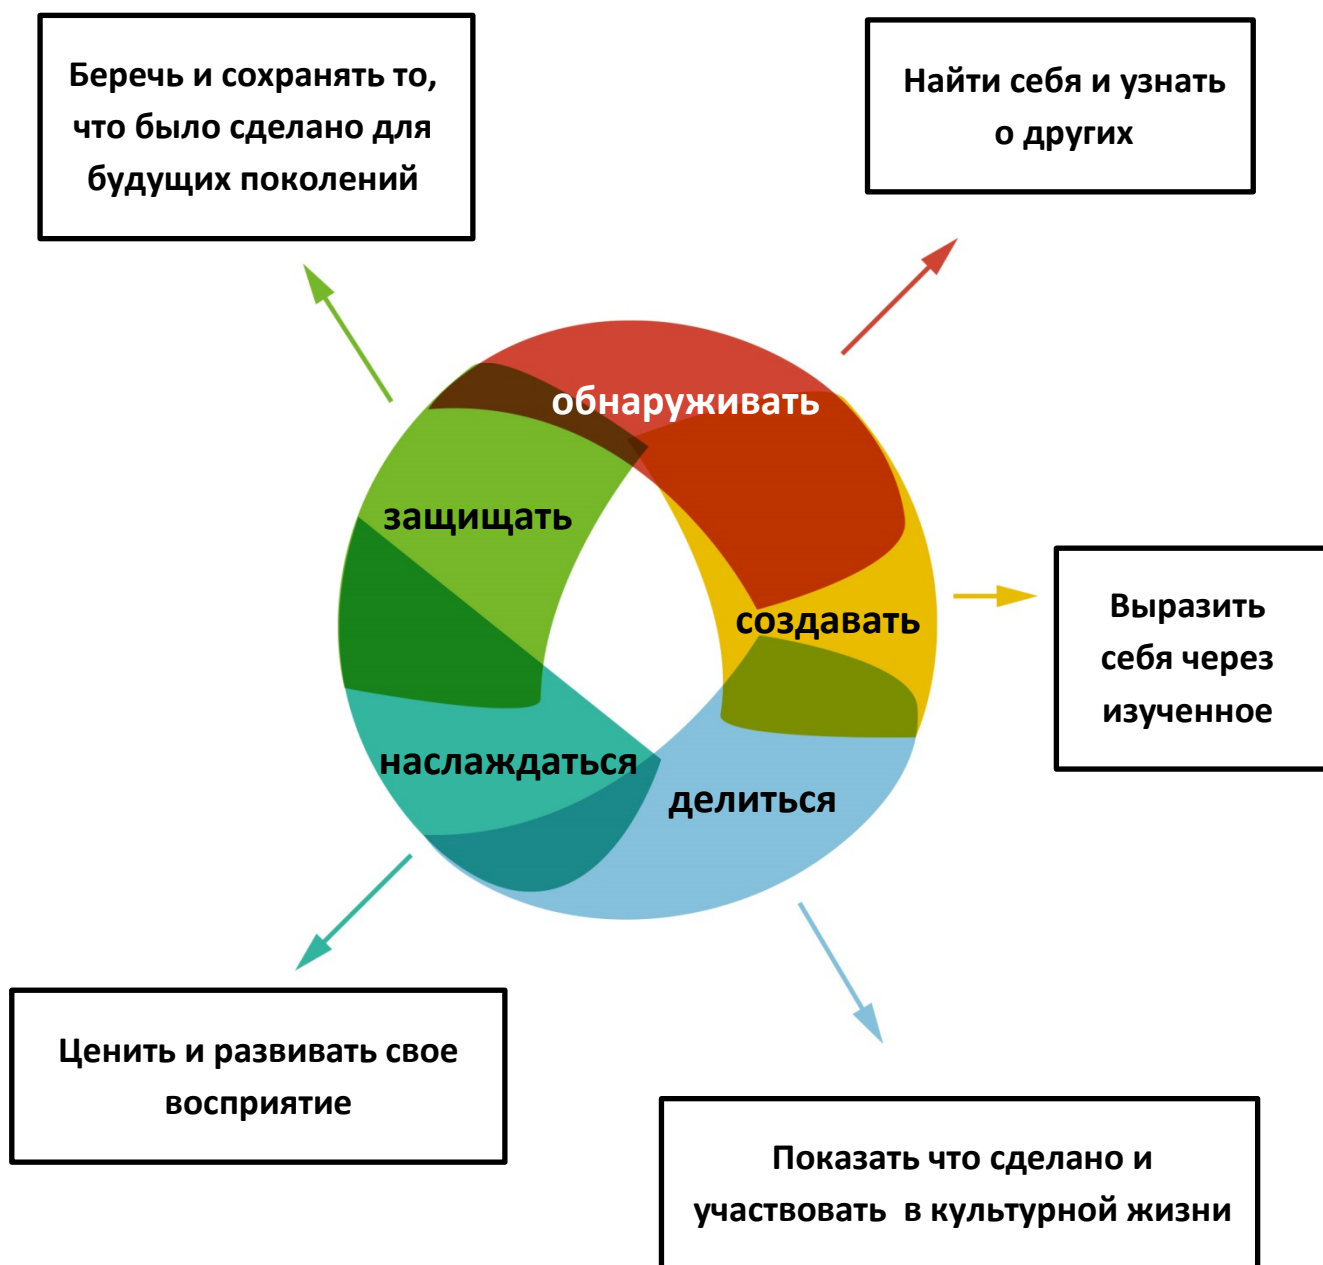 Беречь и сохранять то,
что было сделано для
будущих поколений
Найти себя и узнать
о других
обнаруживать
защищать
создавать
наслаждаться
делиться
Выразить
себя через
изученное
Ценить и развивать свое
восприятие
Показать что сделано и
участвовать в культурной жизни